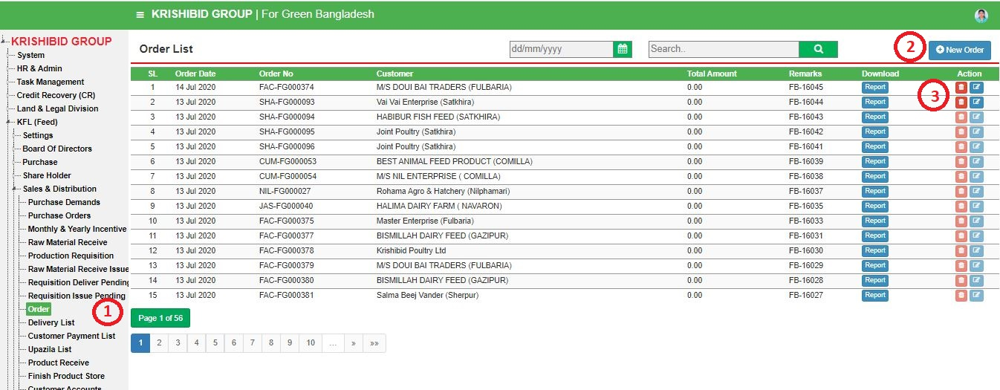 ≡ KRISHIBID GROUP | For Green Bangladesh
KRISHIBID GROUP
System
HR & Admin
Task Management
Credit Recovery (CR)
Land & Legal Division
KFL (Feed)
Settings
Board Of Directors
Purchase
Share Holder
Sales & Distribution
Purchase Demands
Purchase Orders
Monthly & Yearly Incentive
Raw Material Receive
Production Requisition
Raw Material Receive Issue
Requisition Deliver Pending
Requisition Issue Pending
Order
1
Delivery List
Customer Payment List
Upazila List
Product Receive
Finish Product Store
Customer Accounts
Order List dd/mm/yyyy Search.. 2 New Order
SL Order Date Order No Customer Total Amount Remarks Download Action
1 14 Jul 2020 FAC-FG000374 M/S DOUI BAI TRADERS (FULBARIA) 0.00 FB-16045 Report
3
2 13 Jul 2020 SHA-FG000093 Vai Vai Enterprise (Satkhira) 0.00 FB-16044 Report
3 13 Jul 2020 SHA-FG000094 HABIBUR FISH FEED (SATKHIRA) 0.00 FB-16043 Report
4 13 Jul 2020 SHA-FG000095 Joint Poultry (Satkhira) 0.00 FB-16042 Report
5 13 Jul 2020 SHA-FG000096 Joint Poultry (Satkhira) 0.00 FB-16041 Report
6 13 Jul 2020 CUM-FG000053 BEST ANIMAL FEED PRODUCT (COMILLA) 0.00 FB-16039 Report
7 13 Jul 2020 CUM-FG000054 M/S NIL ENTERPRISE ( COMILLA) 0.00 FB-16038 Report
8 13 Jul 2020 NIL-FG000027 Rohama Agro & Hatchery (Nilphamari) 0.00 FB-16037 Report
9 13 Jul 2020 JAS-FG000040 HALIMA DAIRY FARM ( NAVARON) 0.00 FB-16035 Report
10 13 Jul 2020 FAC-FG000375 Master Enterprise (Fulbaria) 0.00 FB-16033 Report
11 13 Jul 2020 FAC-FG000377 BISMILLAH DAIRY FEED (GAZIPUR) 0.00 FB-16031 Report
12 13 Jul 2020 FAC-FG000378 Krishibid Poultry Ltd 0.00 FB-16030 Report
13 13 Jul 2020 FAC-FG000379 M/S DOUI BAI TRADERS (FULBARIA) 0.00 FB-16029 Report
14 13 Jul 2020 FAC-FG000380 BISMILLAH DAIRY FEED (GAZIPUR) 0.00 FB-16028 Report
15 13 Jul 2020 FAC-FG000381 Salma Beej Vander (Sherpur) 0.00 FB-16027 Report
Page 1 of 56
1 2 3 4 5 6 7 8 9 10 ... » »»